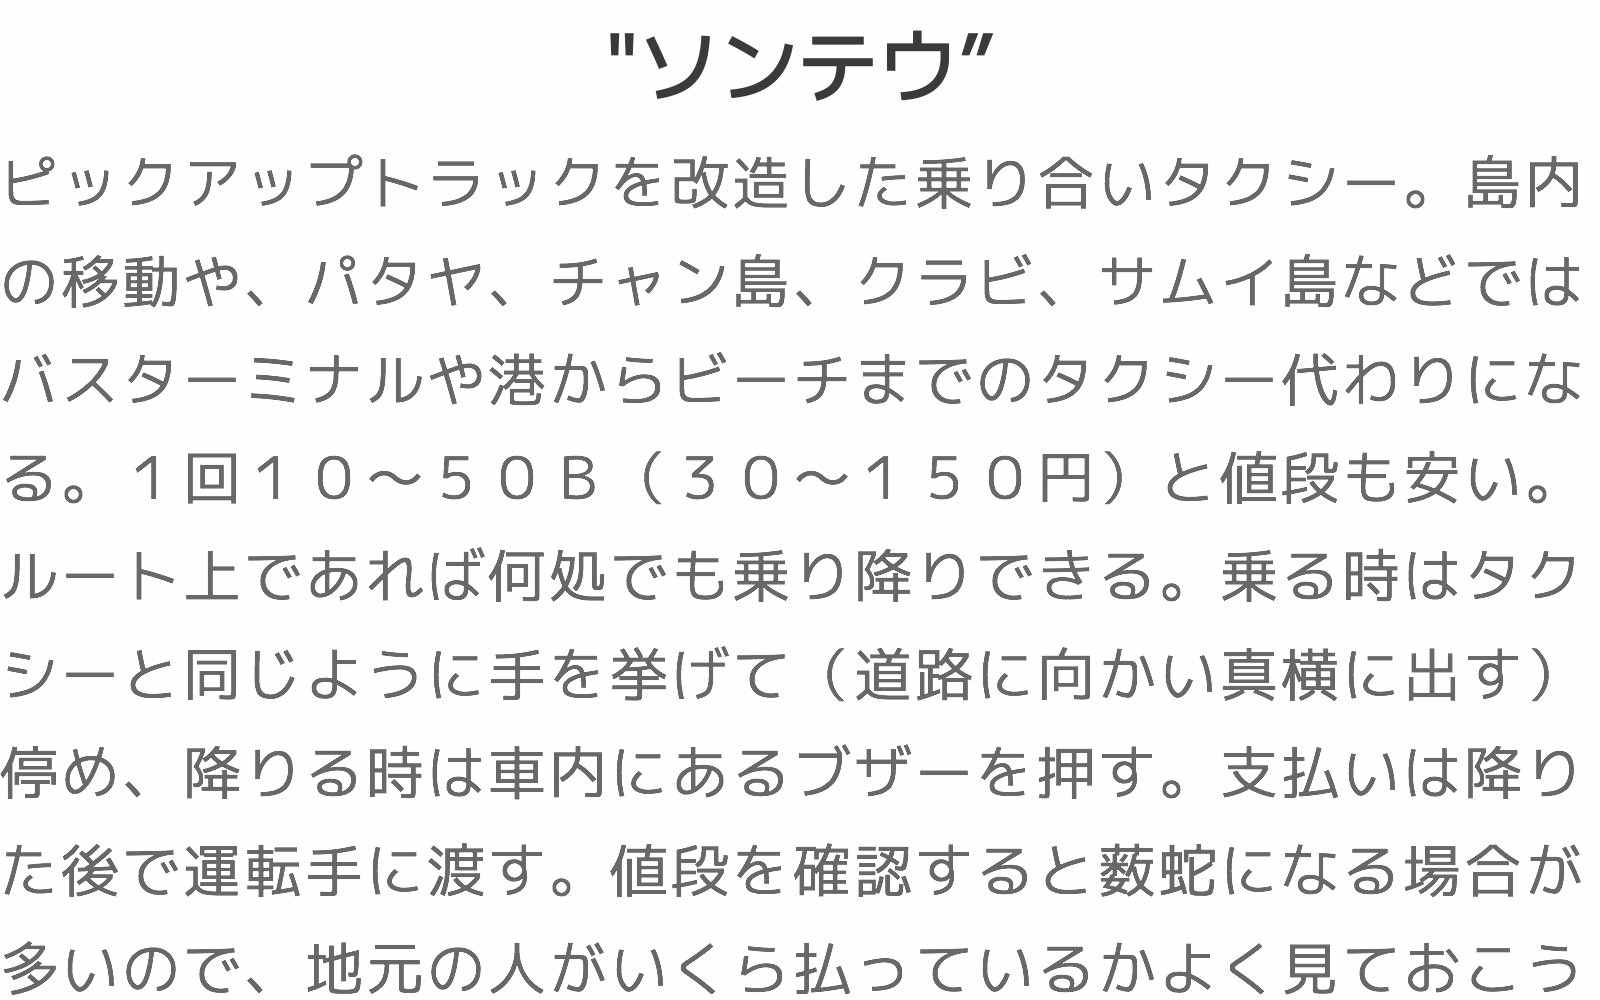 "ソンテウ”
ピックアップトラックを改造した乗り合いタクシー。島内
の移動や、パタヤ、チャン島、クラビ、サムイ島などでは
バスターミナルや港からビーチまでのタクシー代わりにな
る。１回１０～５０Ｂ（３０～１５０円）と値段も安い。
ルート上であれば何処でも乗り降りできる。乗る時はタク
シーと同じように手を挙げて（道路に向かい真横に出す）
停め、降りる時は車内にあるブザーを押す。支払いは降り
た後で運転手に渡す。値段を確認すると薮蛇になる場合が
多いので、地元の人がいくら払っているかよく見ておこう